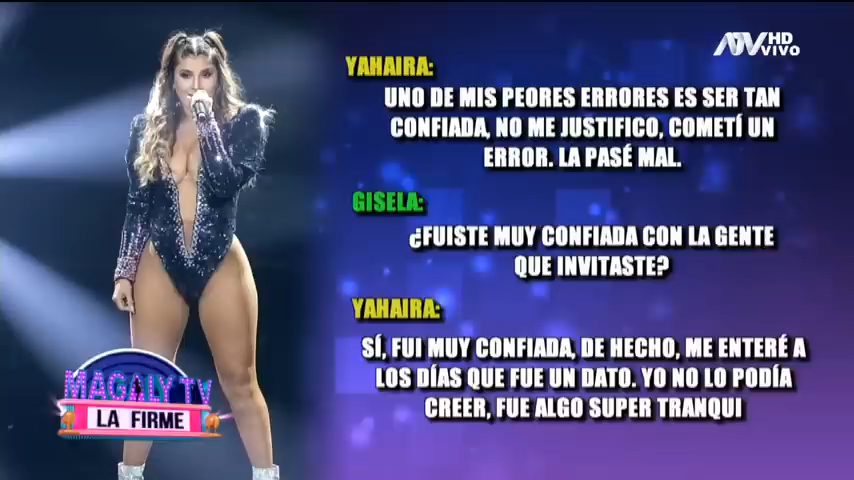 ATV HD
VIVO
YAHAIRA:
UNO DE MIS PEORES ERRORES ES SER TAN
CONFIADA, NO ME JUSTIFICO, COMETÍ UN
ERROR. LA PASÉ MAL.
GISELA:
¿FUISTE MUY CONFIADA CON LA GENTE
QUE INVITASTE?
YAHAIRA:
SÍ, FUI MUY CONFIADA, DE HECHO, ME ENTERÉ A
LOS DÍAS QUE FUE UN DATO. YO NO LO PODÍA
CREER, FUE ALGO SUPER TRANQUI
MAGALY TV
LA FIRME